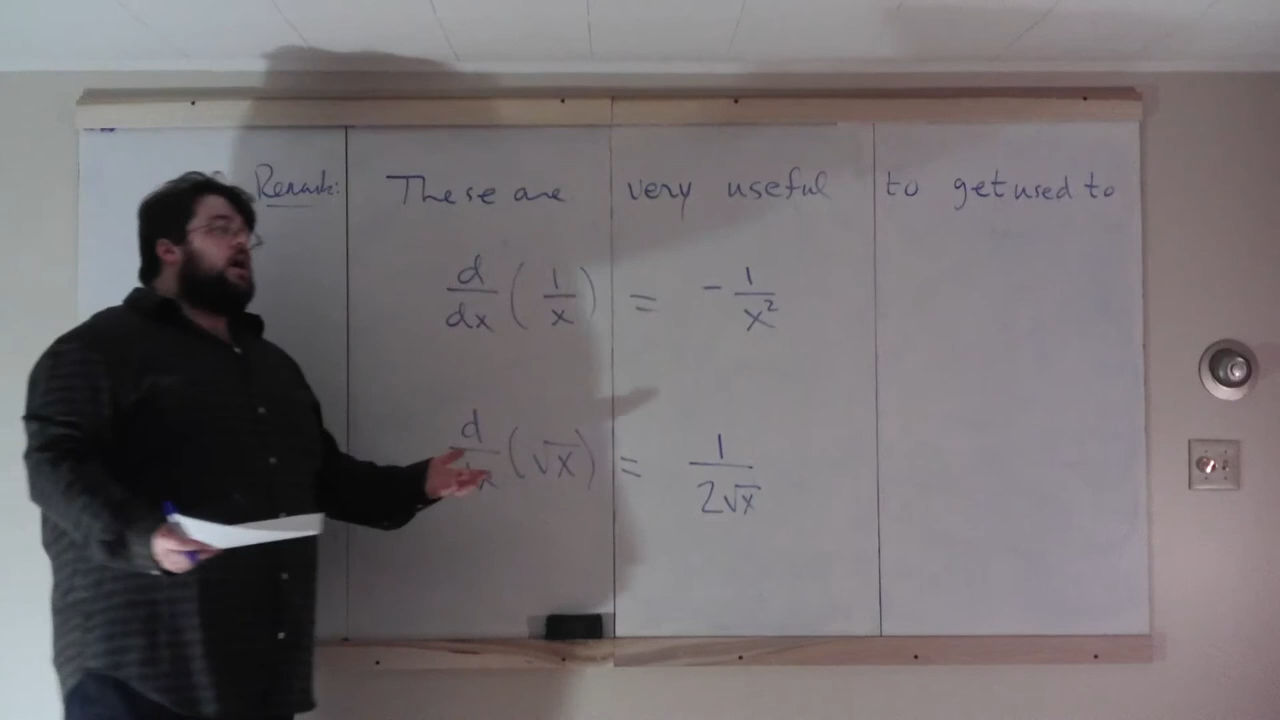 Remark: These are very useful to get used to
d/dx (1/x) = -1/x²
d/dx (√x) = 1/(2√x)